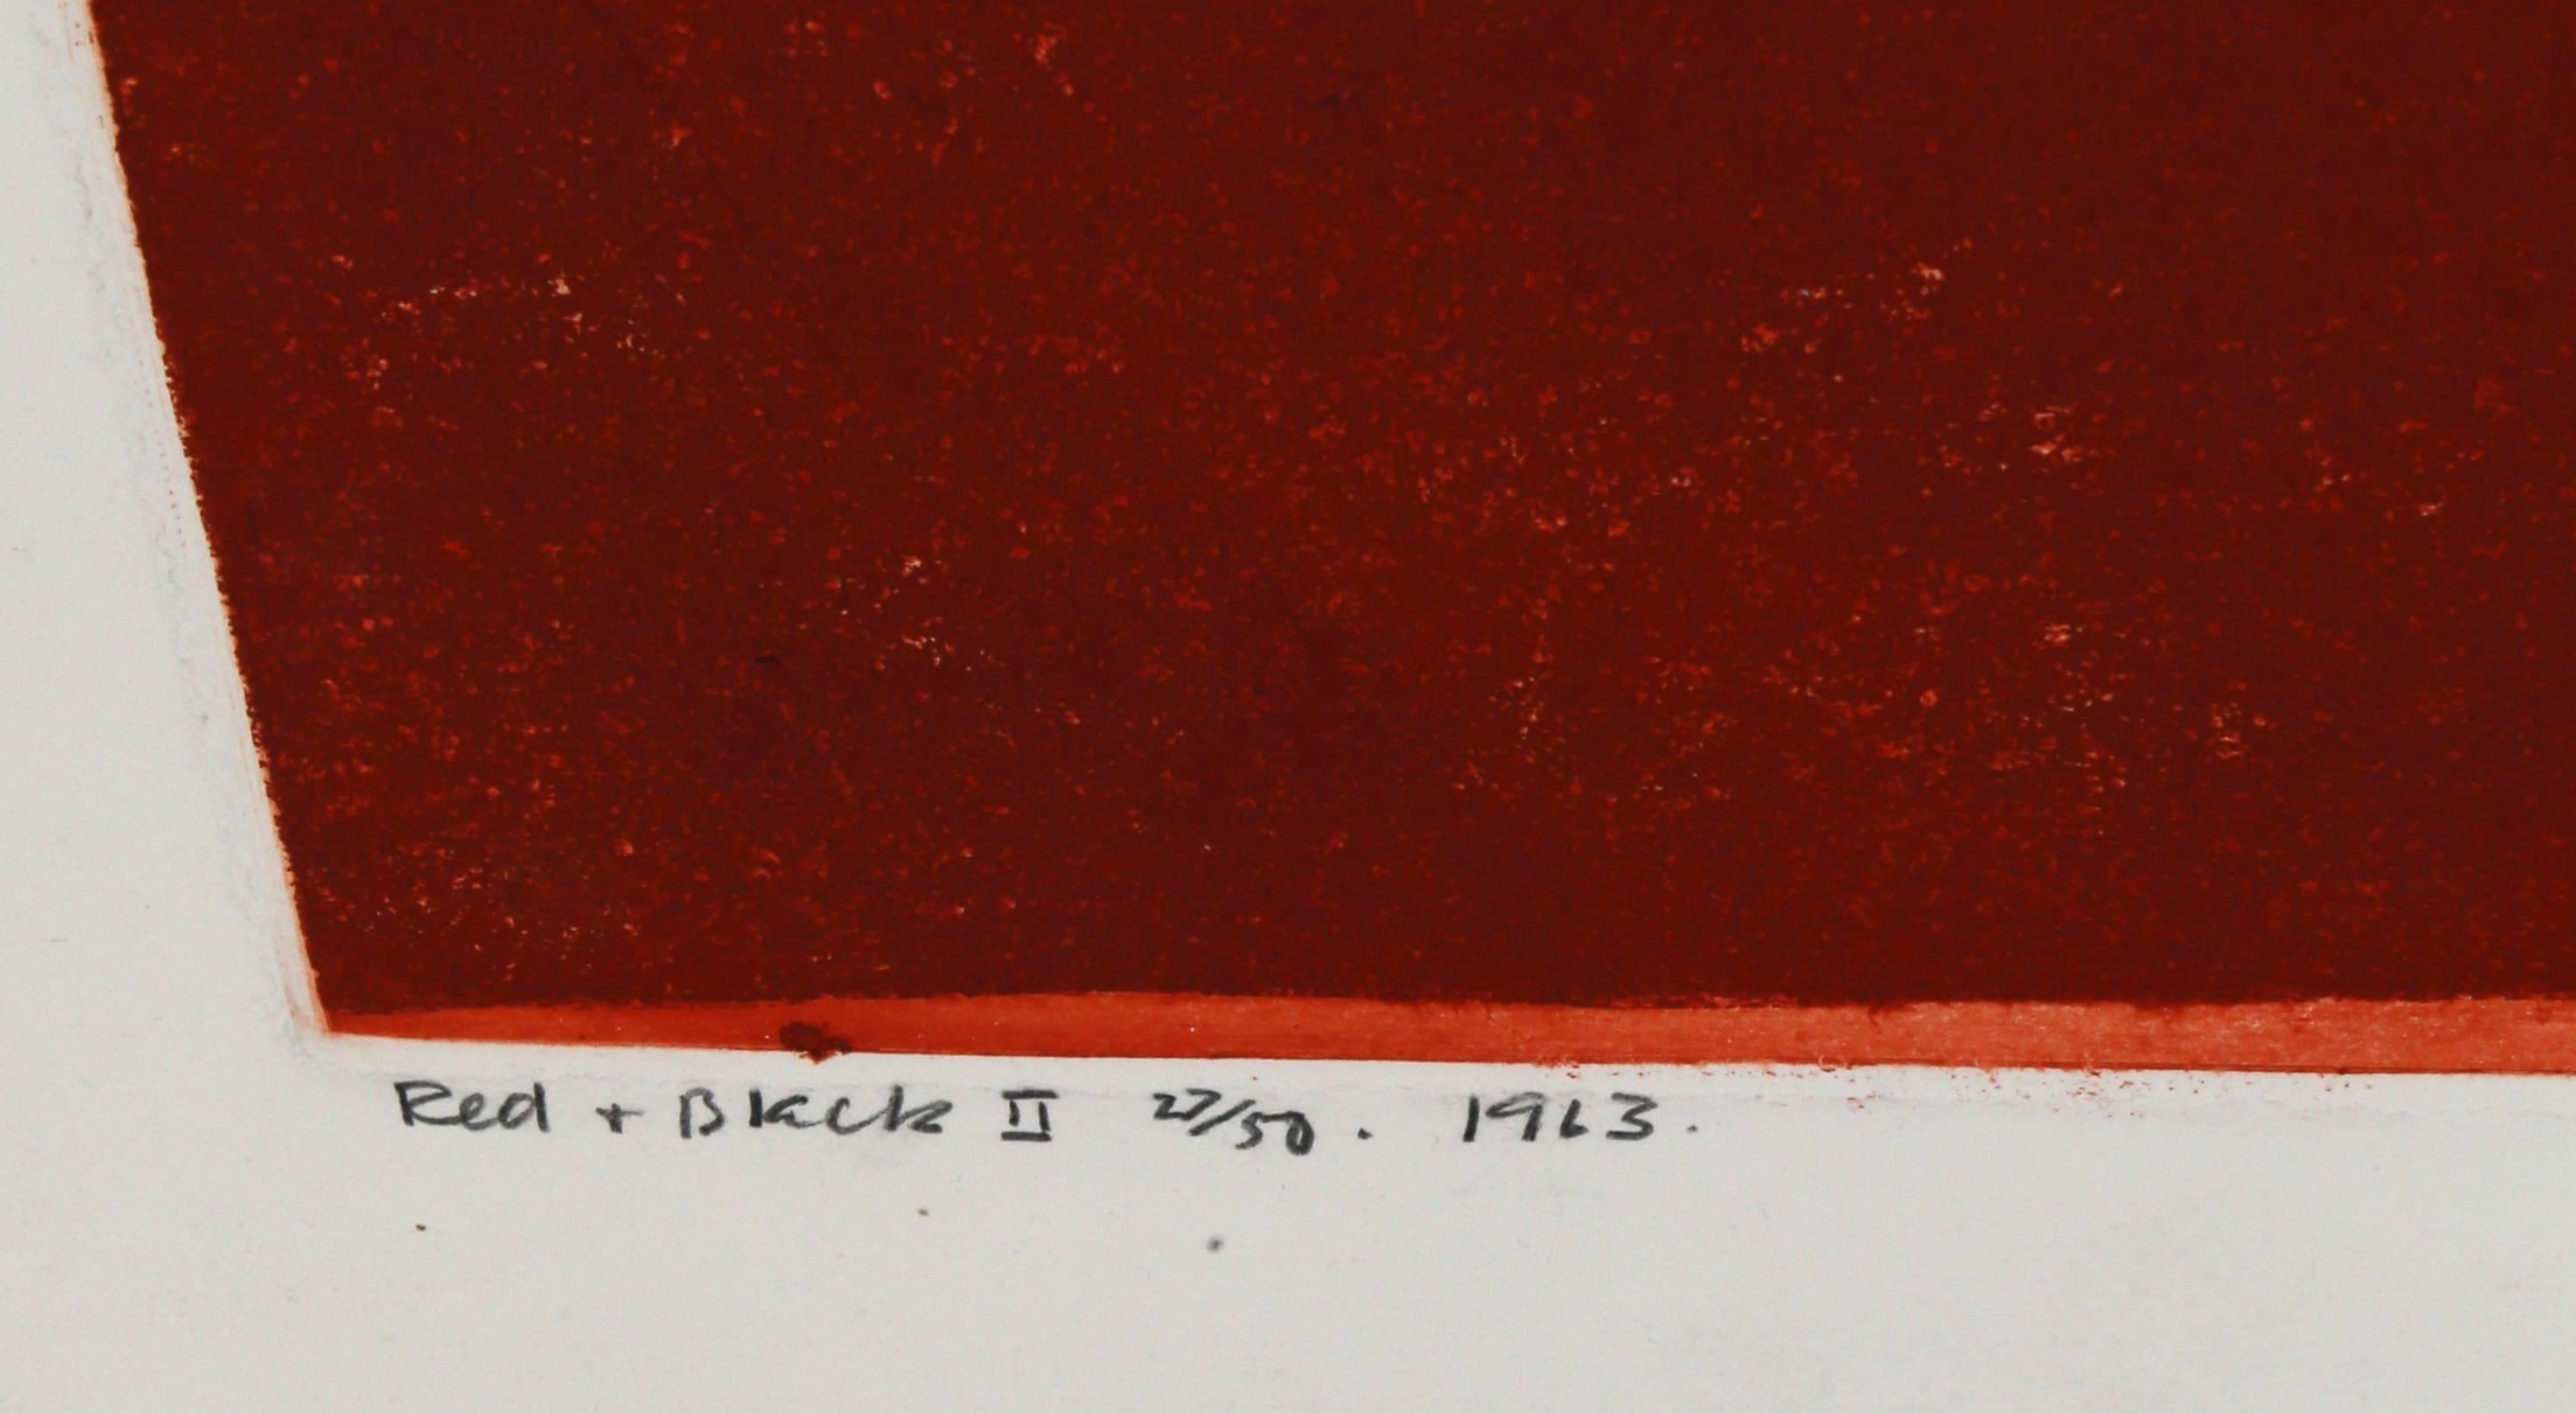 Red + Black II 27/50. 1963.